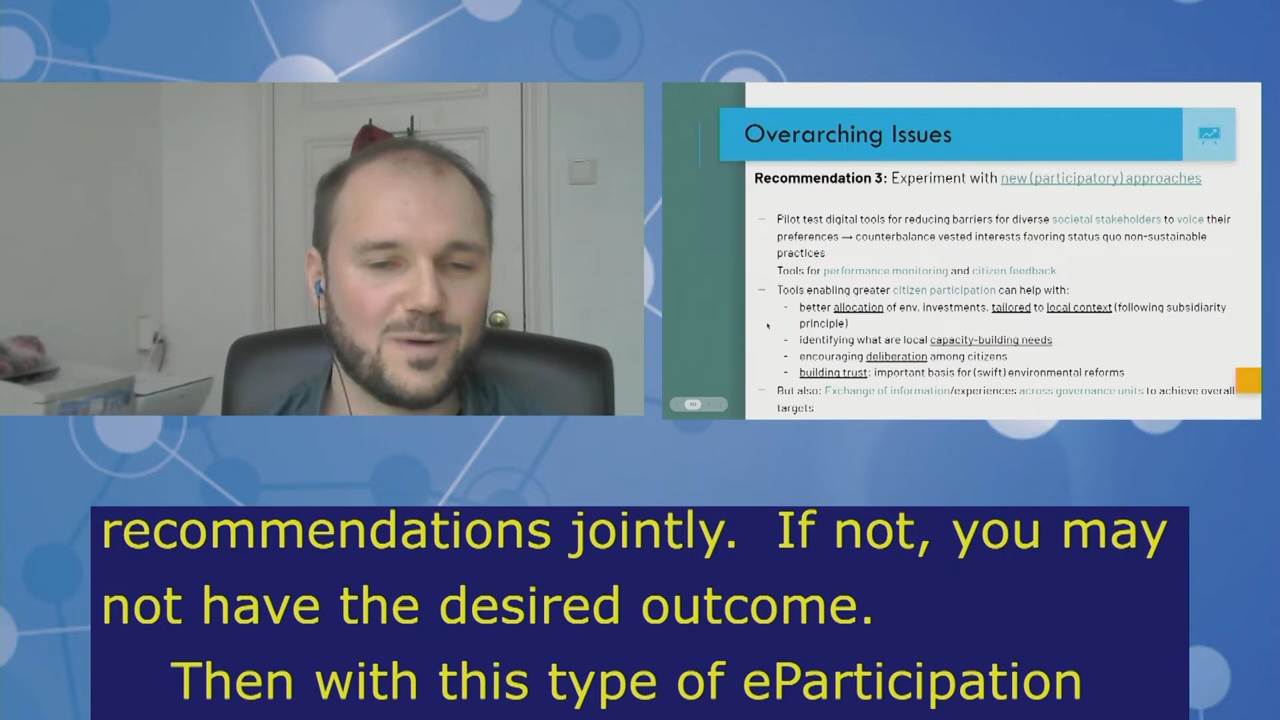 Overarching Issues
Recommendation 3: Experiment with new (participatory) approaches
– Pilot test digital tools for reducing barriers for diverse societal stakeholders to voice their
preferences → counterbalance vested interests favoring status quo non-sustainable
practices
Tools for performance monitoring and citizen feedback
– Tools enabling greater citizen participation can help with:
- better allocation of env. investments, tailored to local context (following subsidiarity
principle)
- identifying what are local capacity-building needs
- encouraging deliberation among citizens
- building trust: important basis for (swift) environmental reforms
– But also: Exchange of information/experiences across governance units to achieve overall
targets
recommendations jointly. If not, you may
not have the desired outcome.
Then with this type of eParticipation